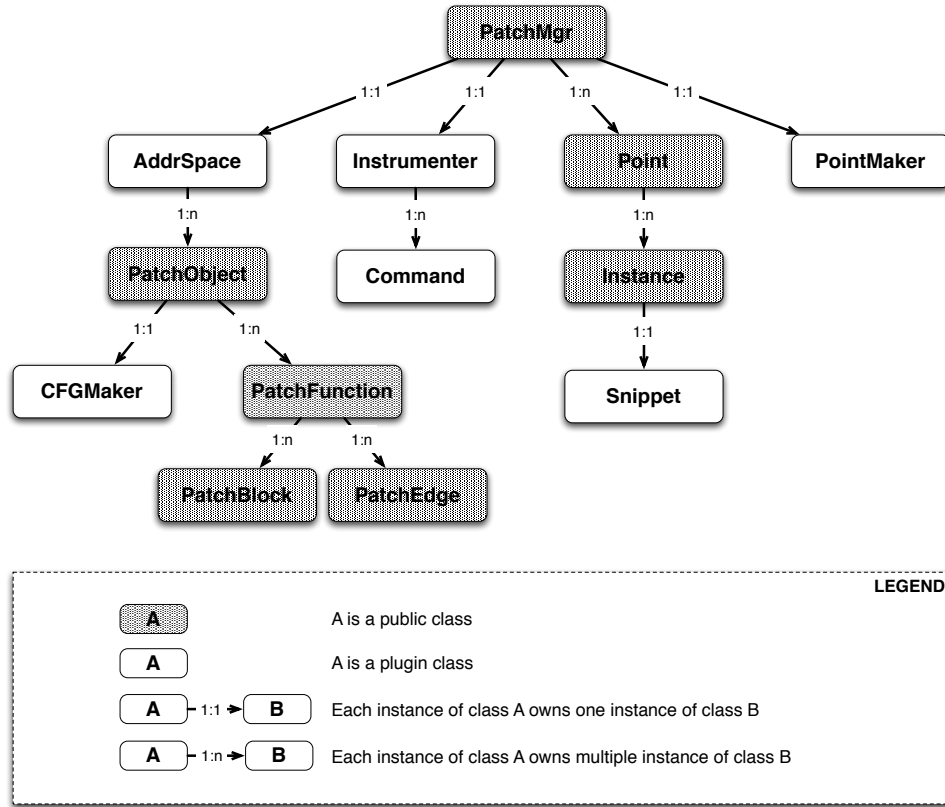 PatchMgr
1:1
1:1
1:n
1:1
AddrSpace
Instrumenter
Point
PointMaker
1:n
1:n
1:n
PatchObject
Command
Instance
1:1
1:n
1:1
CFGMaker
PatchFunction
Snippet
1:n
1:n
PatchBlock
PatchEdge
LEGEND
A
A is a public class
A
A is a plugin class
A 1:1 B Each instance of class A owns one instance of class B
A 1:n B Each instance of class A owns multiple instance of class B